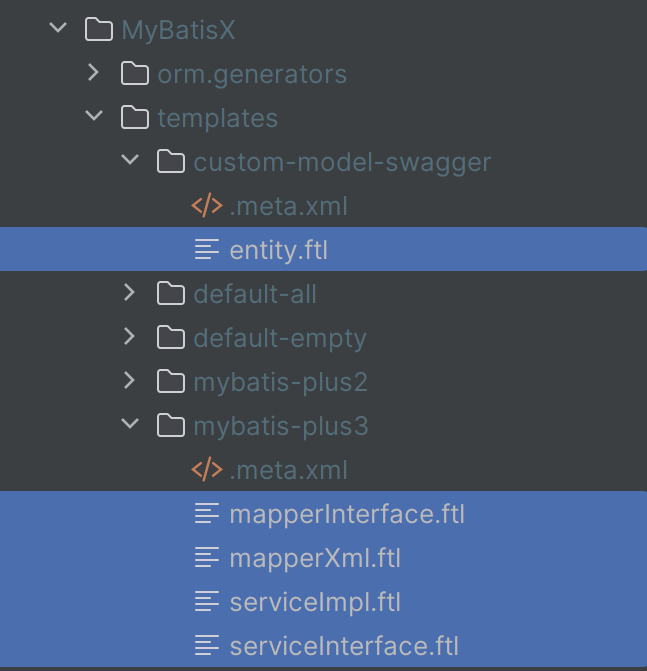 MyBatisX
orm.generators
templates
custom-model-swagger
.meta.xml
entity.ftl
default-all
default-empty
mybatis-plus2
mybatis-plus3
.meta.xml
mapperInterface.ftl
mapperXml.ftl
serviceImpl.ftl
serviceInterface.ftl